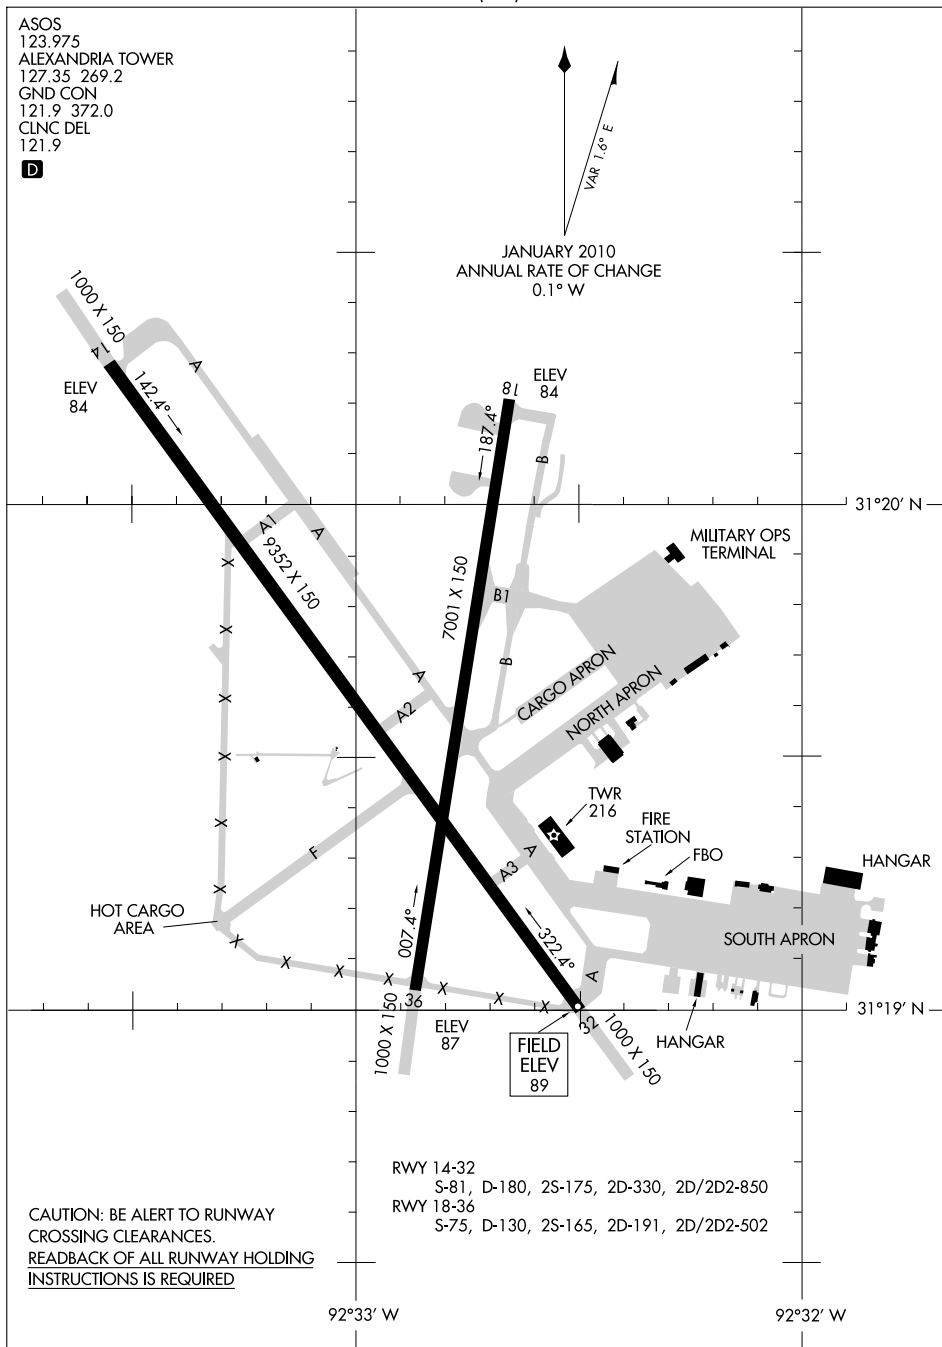 ASOS
123.975
ALEXANDRIA TOWER
127.35 269.2
GND CON
121.9 372.0
CLNC DEL
121.9
D
VAR 1.6° E
JANUARY 2010
ANNUAL RATE OF CHANGE
0.1° W
1000 X 150
14
ELEV
84
142.4°
A
18
ELEV
84
187.4°
B
31°20' N
A1
A
9352 X 150
X
7001 X 150
MILITARY OPS
TERMINAL
B1
X
B
CARGO APRON
NORTH APRON
A
A2
X
X
TWR
216
FIRE
STATION
FBO
HANGAR
X
F
A
A3
X
HOT CARGO
AREA
007.4°
322.4°
SOUTH APRON
X
X
X
X
X
X
X
A
36
1000 X 150
ELEV
87
FIELD
ELEV
89
32
1000 X 150
HANGAR
31°19' N
RWY 14-32
S-81, D-180, 2S-175, 2D-330, 2D/2D2-850
RWY 18-36
S-75, D-130, 2S-165, 2D-191, 2D/2D2-502
CAUTION: BE ALERT TO RUNWAY
CROSSING CLEARANCES.
READBACK OF ALL RUNWAY HOLDING
INSTRUCTIONS IS REQUIRED
92°33' W
92°32' W